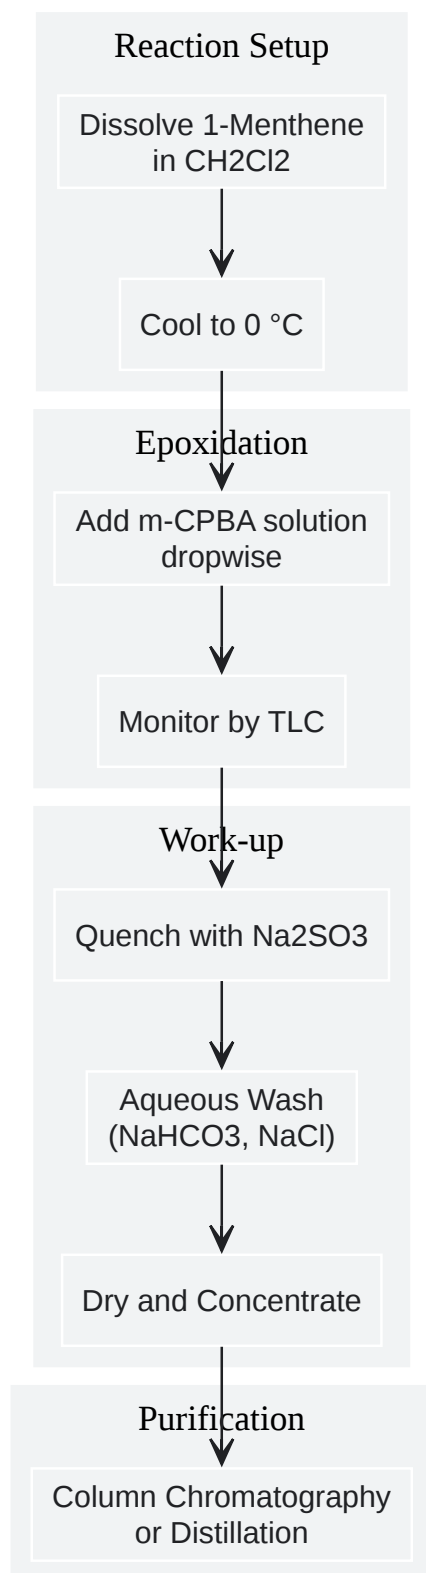 Reaction Setup
Dissolve 1-Menthene
in CH2Cl2
Cool to 0 °C
Epoxidation
Add m-CPBA solution
dropwise
Monitor by TLC
Work-up
Quench with Na2SO3
Aqueous Wash
(NaHCO3, NaCl)
Dry and Concentrate
Purification
Column Chromatography
or Distillation